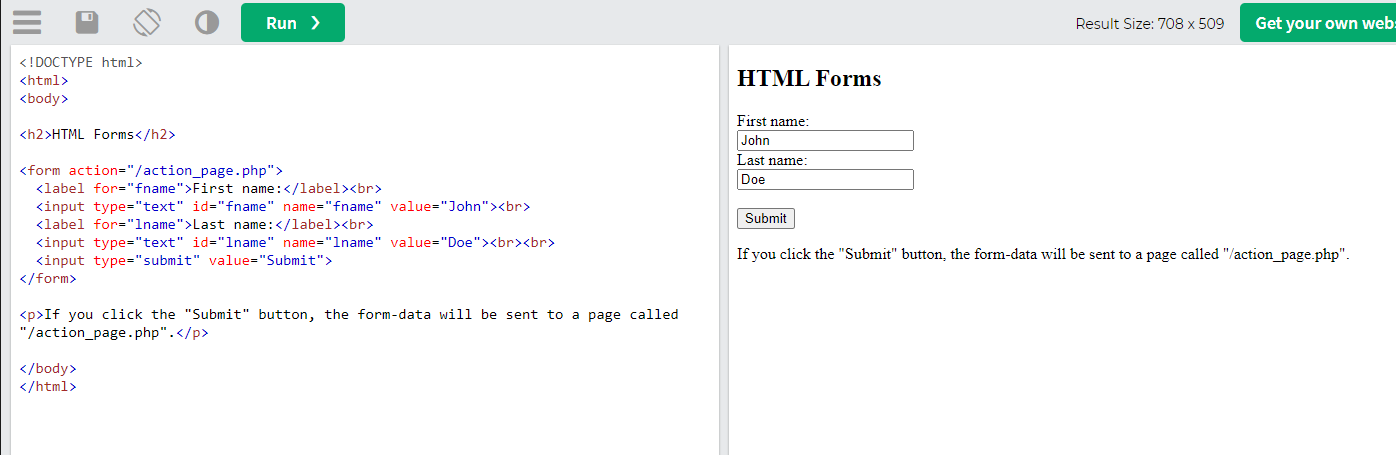 Run ❯
Result Size: 708 x 509
Get your own webs
<!DOCTYPE html>
<html>
<body>
<h2>HTML Forms</h2>
<form action="/action_page.php">
<label for="fname">First name:</label><br>
<input type="text" id="fname" name="fname" value="John"><br>
<label for="lname">Last name:</label><br>
<input type="text" id="lname" name="lname" value="Doe"><br><br>
<input type="submit" value="Submit">
</form>
<p>If you click the "Submit" button, the form-data will be sent to a page called
"/action_page.php".</p>
</body>
</html>
HTML Forms
First name:
John
Last name:
Doe
Submit
If you click the "Submit" button, the form-data will be sent to a page called "/action_page.php".